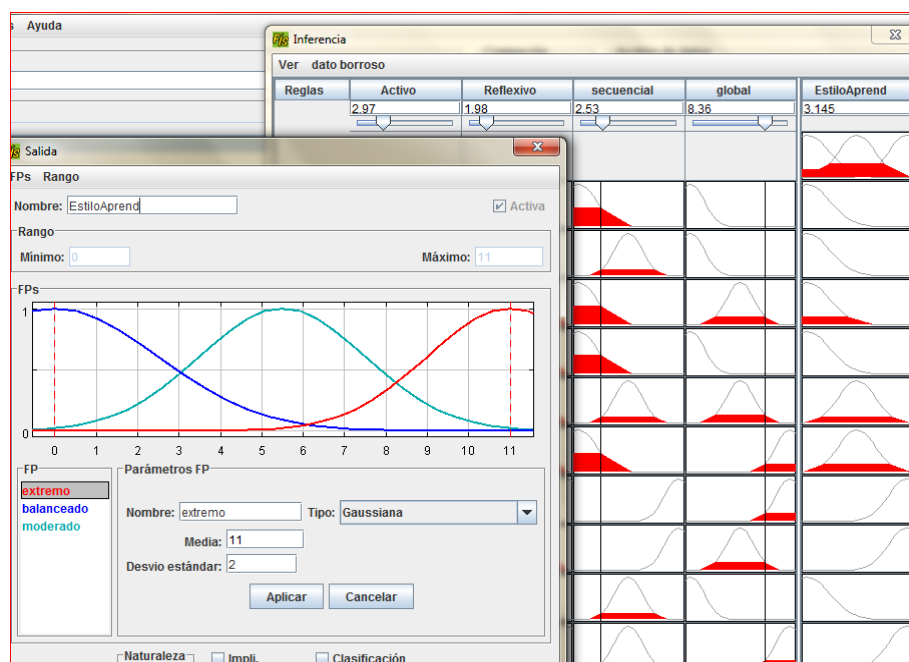 Ayuda
Inferencia
Ver dato borroso
Reglas Activo Reflexivo secuencial global EstiloAprend
2.97 1.98 2.53 8.36 3.145
Salida
FPs Rango
Nombre: EstiloAprend Activa
Rango
Mínimo: 0 Máximo: 11
FPs
1
0
0 1 2 3 4 5 6 7 8 9 10 11
FP Parámetros FP
extremo
balanceado
moderado
Nombre: extremo Tipo: Gaussiana
Media: 11
Desvio estándar: 2
Aplicar Cancelar
Naturaleza Impli. Clasificación